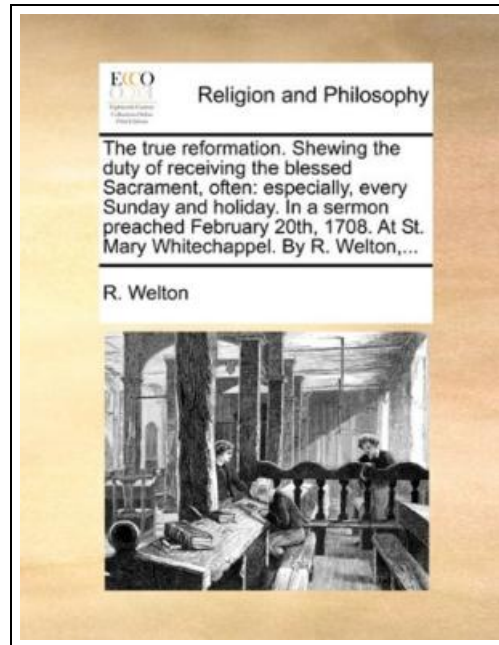 ECCO
Religion and Philosophy
The true reformation. Shewing the
duty of receiving the blessed
Sacrament, often: especially, every
Sunday and holiday. In a sermon
preached February 20th, 1708. At St.
Mary Whitechappel. By R. Welton,...
R. Welton